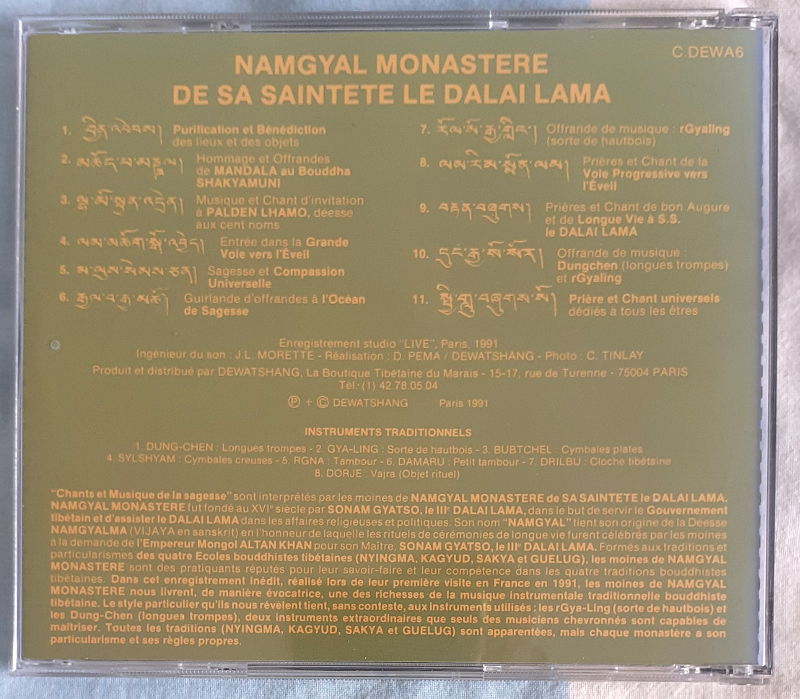 C.DEWA6
NAMGYAL MONASTERE
DE SA SAINTETE LE DALAI LAMA
1. བྱིན་འབེབས། Purification et Bénédiction
des lieux et des objets
2. མཆོད་པ་མནྜལ། Hommage et Offrandes
de MANDALA au Bouddha
SHAKYAMUNI
3. Musique et Chant d'invitation
à PALDEN LHAMO, déesse
aux cent noms
4. Entrée dans la Grande
Voie vers l'Éveil
5. མ་ལུས་སེམས་ཅན། Sagesse et Compassion
Universelle
6. Guirlande d'offrandes à l'Océan
de Sagesse
7. རོལ་མོ་རྒྱ་གླིང་། Offrande de musique : rGyaling
(sorte de hautbois)
8. ལམ་རིམ་སྨོན་ལམ། Prières et Chant de la
Voie Progressive vers
l'Éveil
9. བརྟན་བཞུགས། Prières et Chant de bon Augure
et de Longue Vie à S.S.
le DALAI LAMA
10. Offrande de musique :
Dungchen (longues trompes)
et rGyaling
11. Prière et Chant universels
dédiés à tous les êtres
Enregistrement studio "LIVE", Paris, 1991
Ingénieur du son : J.L. MORETTE - Réalisation : D. PEMA / DEWATSHANG - Photo : C. TINLAY
Produit et distribué par DEWATSHANG, La Boutique Tibétaine du Marais - 15-17, rue de Turenne - 75004 PARIS
Tél.: (1) 42.78.05.04
Ⓟ + © DEWATSHANG Paris 1991
INSTRUMENTS TRADITIONNELS
1. DUNG-CHEN : Longues trompes - 2. GYA-LING : Sorte de hautbois - 3. BUBTCHEL : Cymbales plates
4. SYLSHYAM : Cymbales creuses - 5. RGNA : Tambour - 6. DAMARU : Petit tambour - 7. DRILBU : Cloche tibétaine
8. DORJE : Vajra (Objet rituel)
"Chants et Musique de la sagesse" sont interprétés par les moines de NAMGYAL MONASTERE de SA SAINTETE le DALAI LAMA.
NAMGYAL MONASTERE fut fondé au XVIᵉ siècle par SONAM GYATSO, le IIIᵉ DALAI LAMA, dans le but de servir le Gouvernement
tibétain et d'assister le DALAI LAMA dans les affaires religieuses et politiques. Son nom "NAMGYAL" tient son origine de la Déesse
NAMGYALMA (VIJAYA en sanskrit) en l'honneur de laquelle les rituels de cérémonies de longue vie furent célébrés par les moines
à la demande de l'Empereur Mongol ALTAN KHAN pour son Maître, SONAM GYATSO, le IIIᵉ DALAI LAMA. Formés aux traditions et
particularismes des quatre Ecoles bouddhistes tibétaines (NYINGMA, KAGYUD, SAKYA et GUELUG), les moines de NAMGYAL
MONASTERE sont des pratiquants réputés pour leur savoir-faire et leur compétence dans les quatre traditions bouddhistes
tibétaines. Dans cet enregistrement inédit, réalisé lors de leur première visite en France en 1991, les moines de NAMGYAL
MONASTERE nous livrent, de manière évocatrice, une des richesses de la musique instrumentale traditionnelle bouddhiste
tibétaine. Le style particulier qu'ils nous révèlent tient, sans conteste, aux instruments utilisés : les rGya-Ling (sorte de hautbois) et
les Dung-Chen (longues trompes), deux instruments extraordinaires que seuls des musiciens chevronnés sont capables de
maîtriser. Toutes les traditions (NYINGMA, KAGYUD, SAKYA et GUELUG) sont apparentées, mais chaque monastère a son
particularisme et ses règles propres.